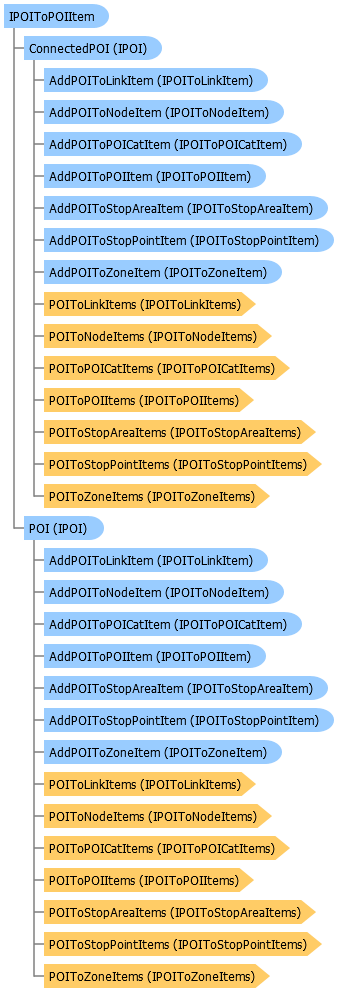 IPOIToPOIItem
ConnectedPOI (IPOI)
AddPOIToLinkItem (IPOIToLinkItem)
AddPOIToNodeItem (IPOIToNodeItem)
AddPOIToPOICatItem (IPOIToPOICatItem)
AddPOIToPOIItem (IPOIToPOIItem)
AddPOIToStopAreaItem (IPOIToStopAreaItem)
AddPOIToStopPointItem (IPOIToStopPointItem)
AddPOIToZoneItem (IPOIToZoneItem)
POIToLinkItems (IPOIToLinkItems)
POIToNodeItems (IPOIToNodeItems)
POIToPOICatItems (IPOIToPOICatItems)
POIToPOIItems (IPOIToPOIItems)
POIToStopAreaItems (IPOIToStopAreaItems)
POIToStopPointItems (IPOIToStopPointItems)
POIToZoneItems (IPOIToZoneItems)
POI (IPOI)
AddPOIToLinkItem (IPOIToLinkItem)
AddPOIToNodeItem (IPOIToNodeItem)
AddPOIToPOICatItem (IPOIToPOICatItem)
AddPOIToPOIItem (IPOIToPOIItem)
AddPOIToStopAreaItem (IPOIToStopAreaItem)
AddPOIToStopPointItem (IPOIToStopPointItem)
AddPOIToZoneItem (IPOIToZoneItem)
POIToLinkItems (IPOIToLinkItems)
POIToNodeItems (IPOIToNodeItems)
POIToPOICatItems (IPOIToPOICatItems)
POIToPOIItems (IPOIToPOIItems)
POIToStopAreaItems (IPOIToStopAreaItems)
POIToStopPointItems (IPOIToStopPointItems)
POIToZoneItems (IPOIToZoneItems)